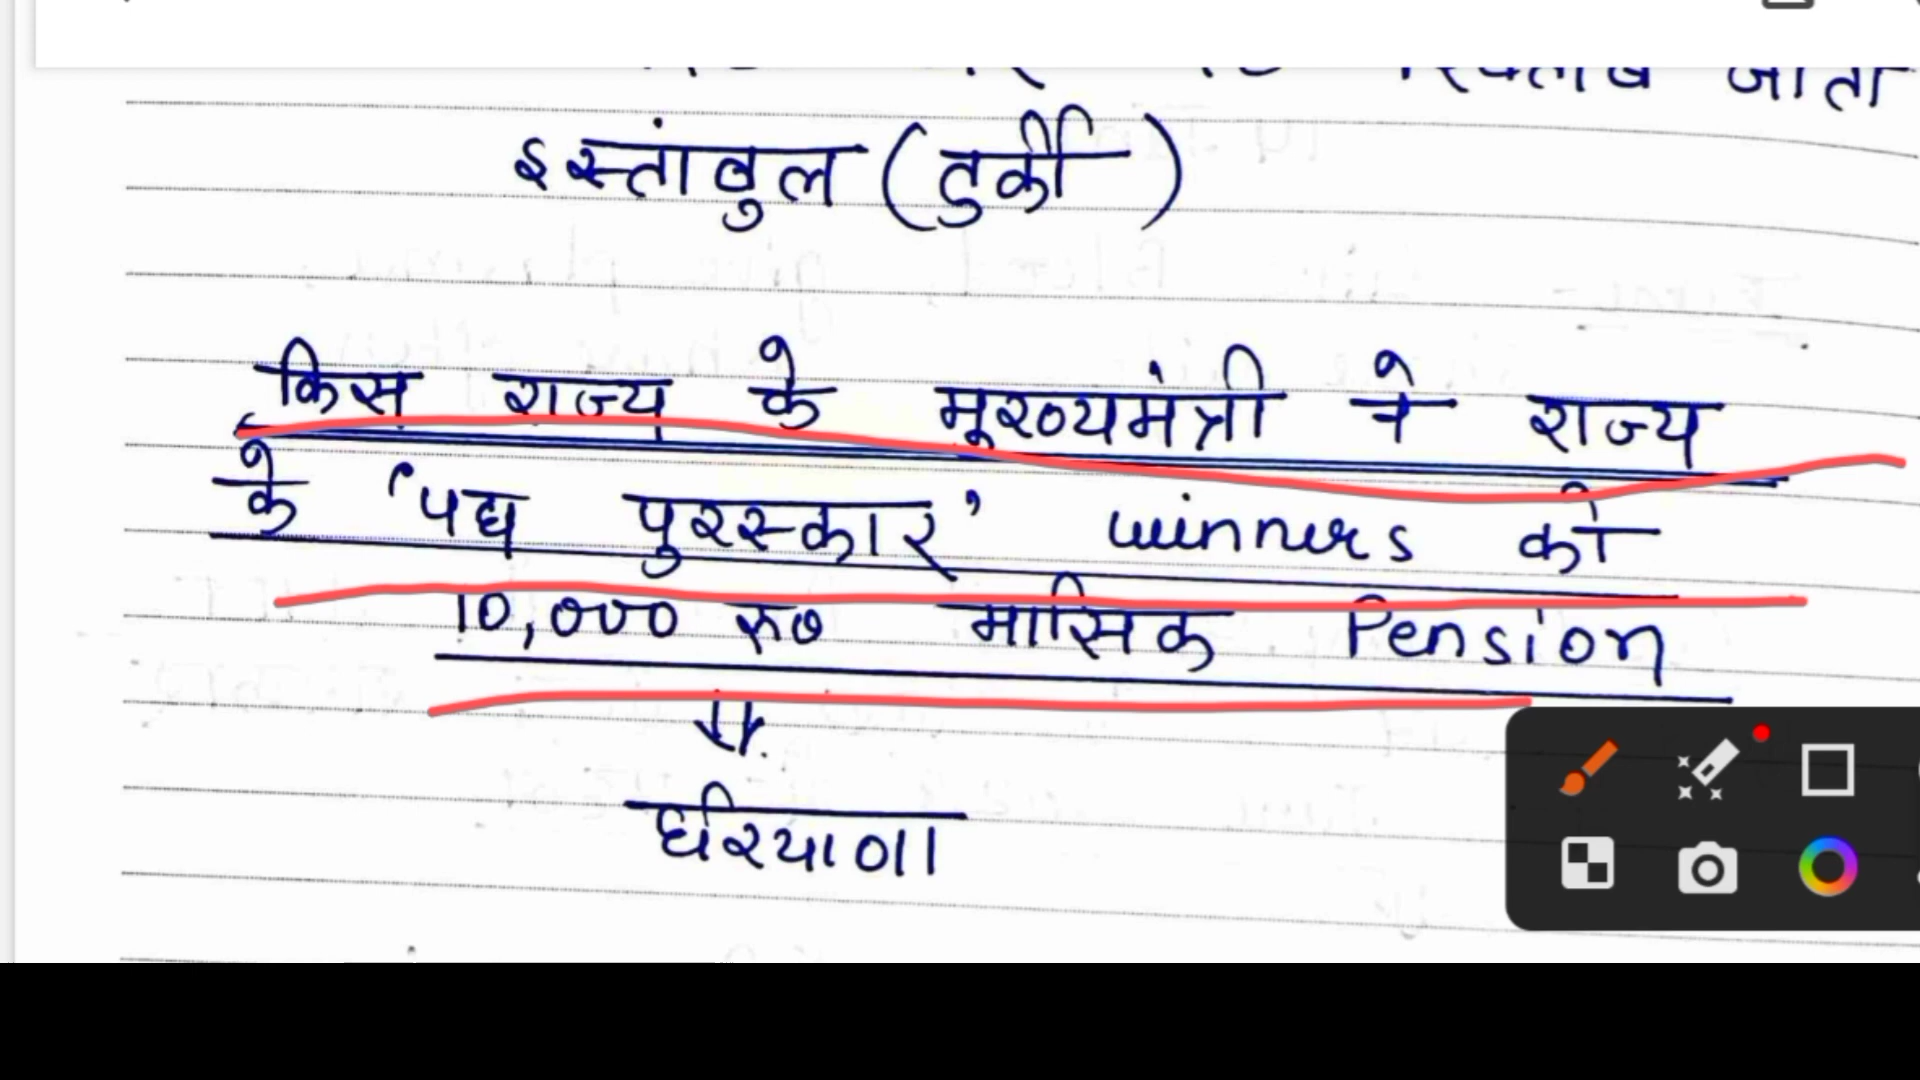 जाता
इस्तांबुल (तुर्की)
किस राज्य के मुख्यमंत्री ने राज्य
के 'पद्म पुरस्कार' winners को
10,000 रु० मासिक Pension
हरियाणा